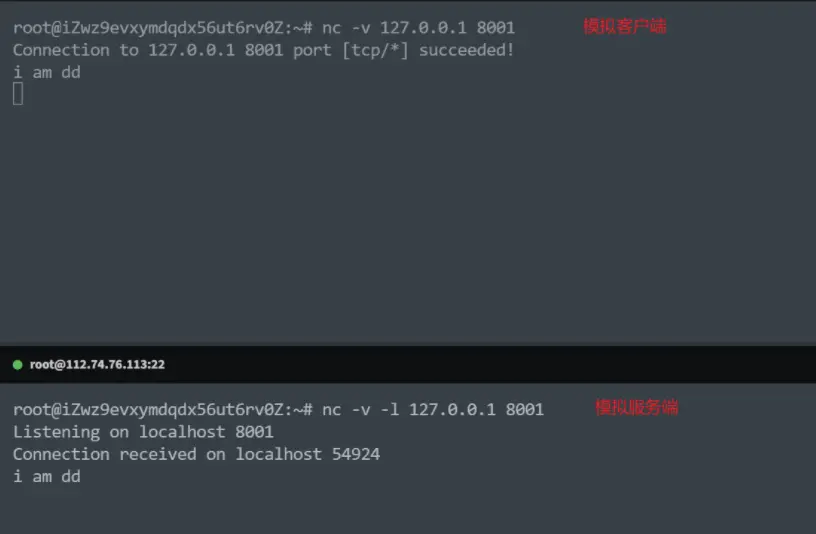 root@iZwz9evxymdqdx56ut6rv0Z:~# nc -v 127.0.0.1 8001 模拟客户端
Connection to 127.0.0.1 8001 port [tcp/*] succeeded!
i am dd
root@112.74.76.113:22
root@iZwz9evxymdqdx56ut6rv0Z:~# nc -v -l 127.0.0.1 8001 模拟服务端
Listening on localhost 8001
Connection received on localhost 54924
i am dd